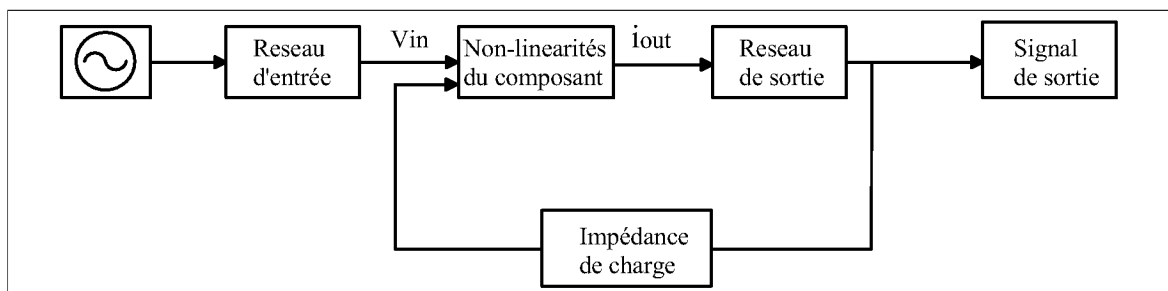 Reseau
d'entrée
Vin
Non-linearités
du composant
iout
Reseau
de sortie
Signal
de sortie
Impédance
de charge